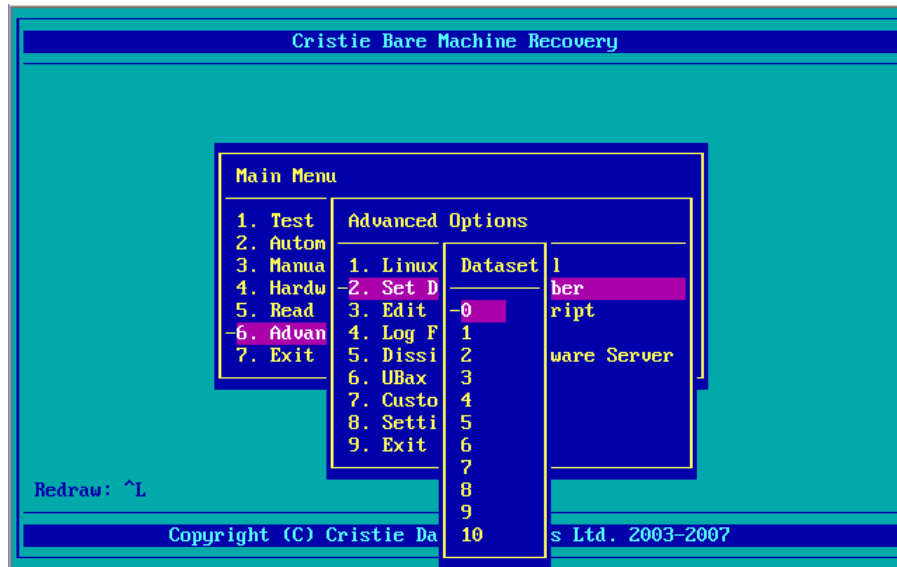 Cristie Bare Machine Recovery
Main Menu
1. Test
2. Autom
3. Manua
4. Hardw
5. Read
-6. Advan
7. Exit
Advanced Options
1. Linux l
-2. Set D ber
3. Edit ript
4. Log F
5. Dissi ware Server
6. UBax
7. Custo
8. Setti
9. Exit
Dataset
-0
1
2
3
4
5
6
7
8
9
10
Redraw: ^L
Copyright (C) Cristie Da s Ltd. 2003-2007